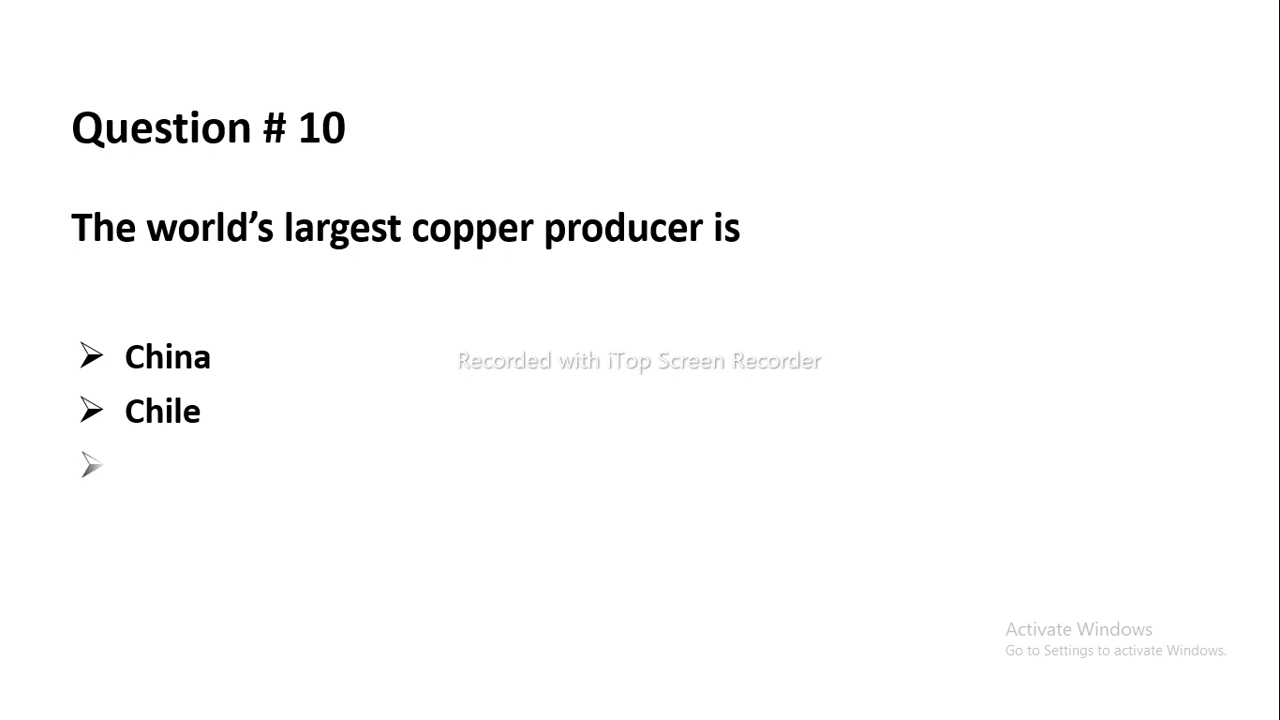 Question # 10
The world’s largest copper producer is
➢ China
➢ Chile
➢
Recorded with iTop Screen Recorder
Activate Windows
Go to Settings to activate Windows.